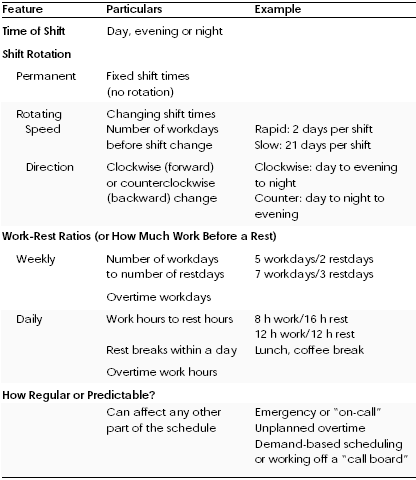 Feature Particulars Example
Time of Shift Day, evening or night
Shift Rotation
Permanent Fixed shift times
(no rotation)
Rotating Changing shift times
Speed Number of workdays Rapid: 2 days per shift
before shift change Slow: 21 days per shift
Direction Clockwise (forward) Clockwise: day to evening
or counterclockwise to night
(backward) change Counter: day to night to
evening
Work-Rest Ratios (or How Much Work Before a Rest)
Weekly Number of workdays 5 workdays/2 restdays
to number of restdays 7 workdays/3 restdays
Overtime workdays
Daily Work hours to rest hours 8 h work/16 h rest
12 h work/12 h rest
Rest breaks within a day Lunch, coffee break
Overtime work hours
How Regular or Predictable?
Can affect any other Emergency or “on-call”
part of the schedule Unplanned overtime
Demand-based scheduling
or working off a “call board”